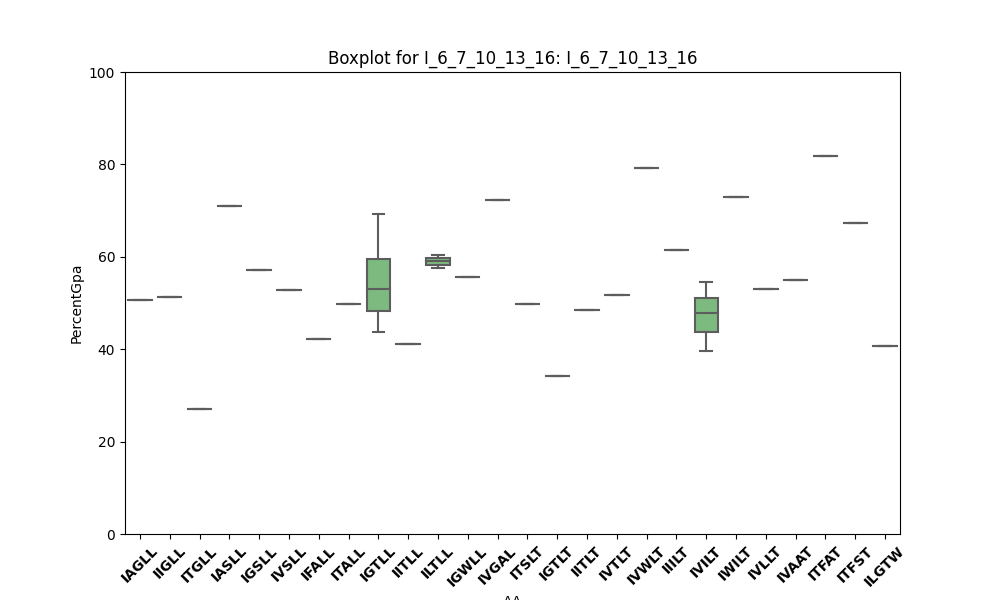 Boxplot for I_6_7_10_13_16: I_6_7_10_13_16
100
80
60
40
20
0
PercentGpa
IAGLL IIGLL ITGLL IASLL IGSLL IVSLL IFALL ITALL IGTLL IITLL ILTLL IGWLL IVGAL ITSLT IGTLT IITLT IVTLT IVWLT IIILT IVILT IWILT IVLLT IVAAT ITFAT ITFST ILGTW
AA